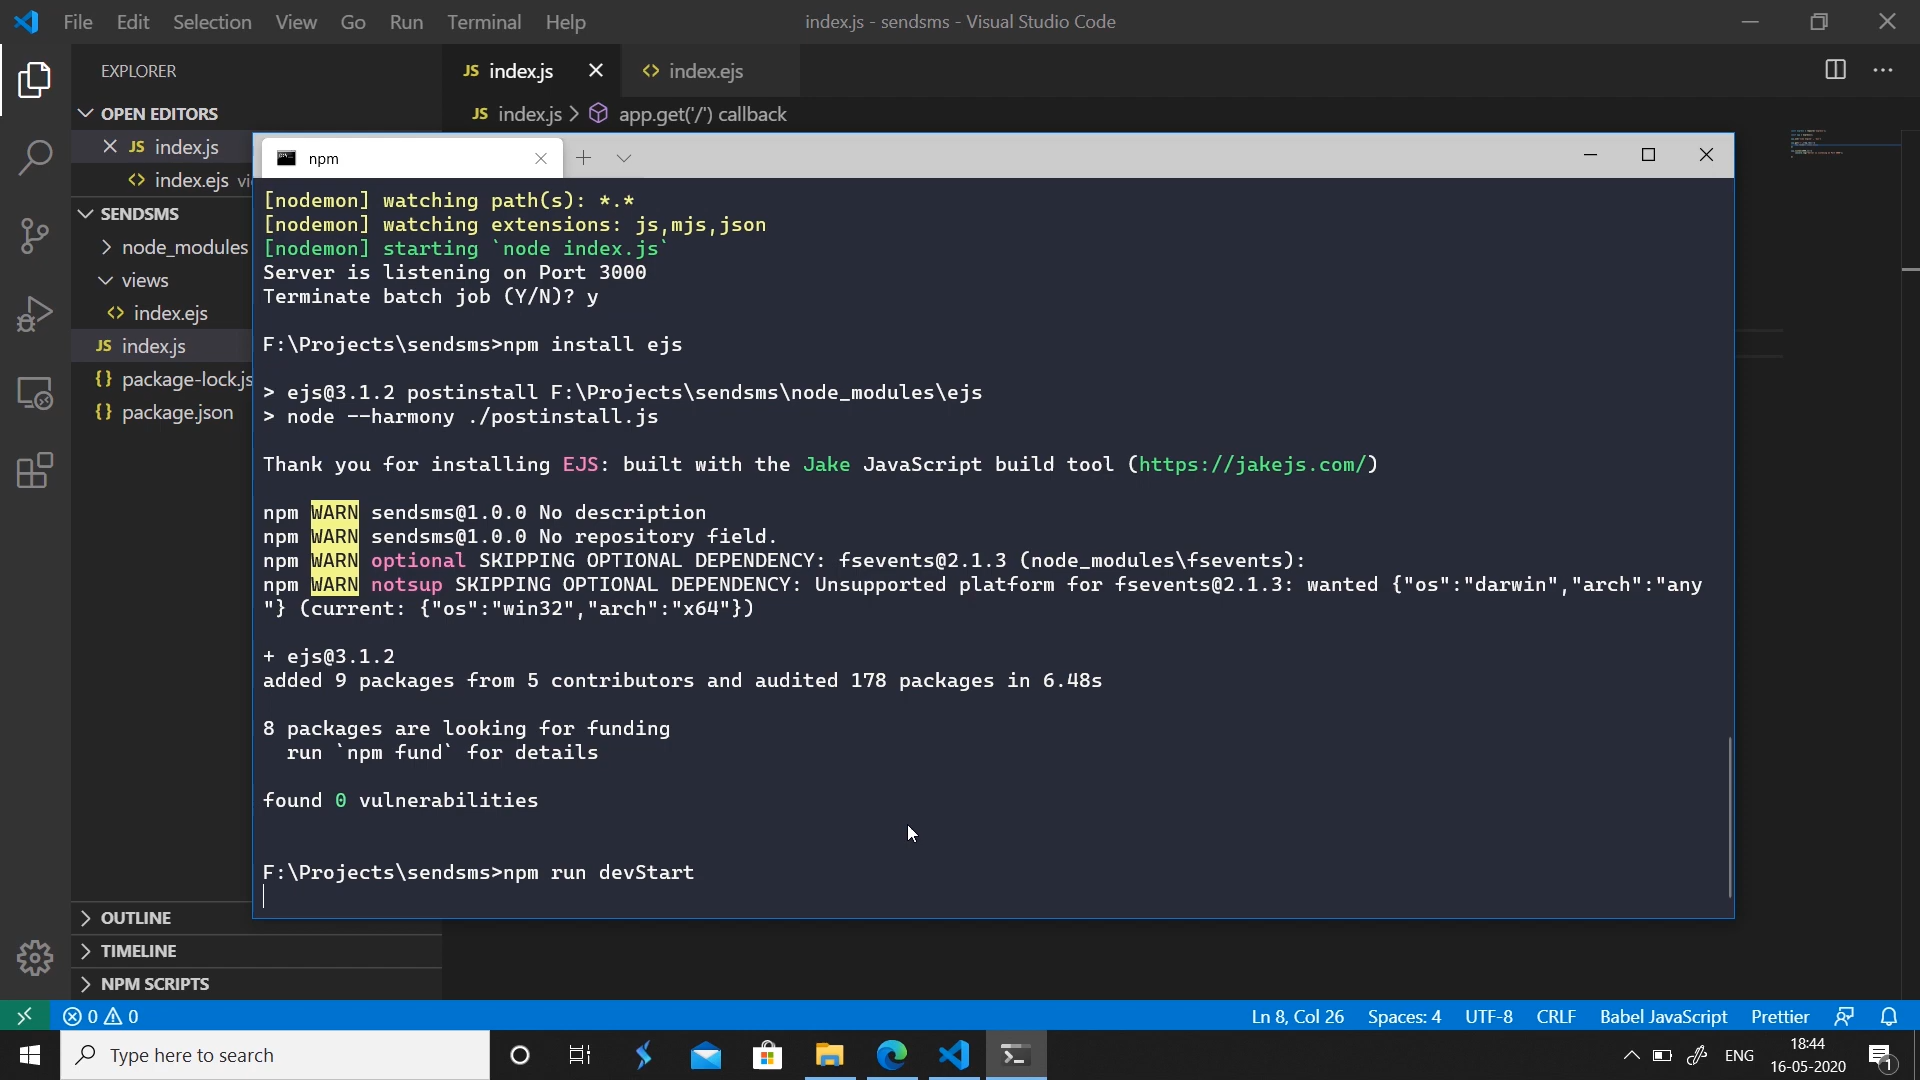 File Edit Selection View Go Run Terminal Help
index.js - sendsms - Visual Studio Code
EXPLORER
JS index.js
<> index.ejs
OPEN EDITORS
JS index.js > app.get('/') callback
JS index.js
<> index.ejs
SENDSMS
node_modules
views
<> index.ejs
JS index.js
{} package-lock.js
{} package.json
OUTLINE
TIMELINE
NPM SCRIPTS
npm
[nodemon] watching path(s): *.*
[nodemon] watching extensions: js,mjs,json
[nodemon] starting `node index.js`
Server is listening on Port 3000
Terminate batch job (Y/N)? y
F:\Projects\sendsms>npm install ejs
> ejs@3.1.2 postinstall F:\Projects\sendsms\node_modules\ejs
> node --harmony ./postinstall.js
Thank you for installing EJS: built with the Jake JavaScript build tool (https://jakejs.com/)
npm WARN sendsms@1.0.0 No description
npm WARN sendsms@1.0.0 No repository field.
npm WARN optional SKIPPING OPTIONAL DEPENDENCY: fsevents@2.1.3 (node_modules\fsevents):
npm WARN notsup SKIPPING OPTIONAL DEPENDENCY: Unsupported platform for fsevents@2.1.3: wanted {"os":"darwin","arch":"any
"} (current: {"os":"win32","arch":"x64"})
+ ejs@3.1.2
added 9 packages from 5 contributors and audited 178 packages in 6.48s
8 packages are looking for funding
run `npm fund` for details
found 0 vulnerabilities
F:\Projects\sendsms>npm run devStart
0 0
Ln 8, Col 26 Spaces: 4 UTF-8 CRLF Babel JavaScript Prettier
Type here to search
ENG
18:44
16-05-2020
1